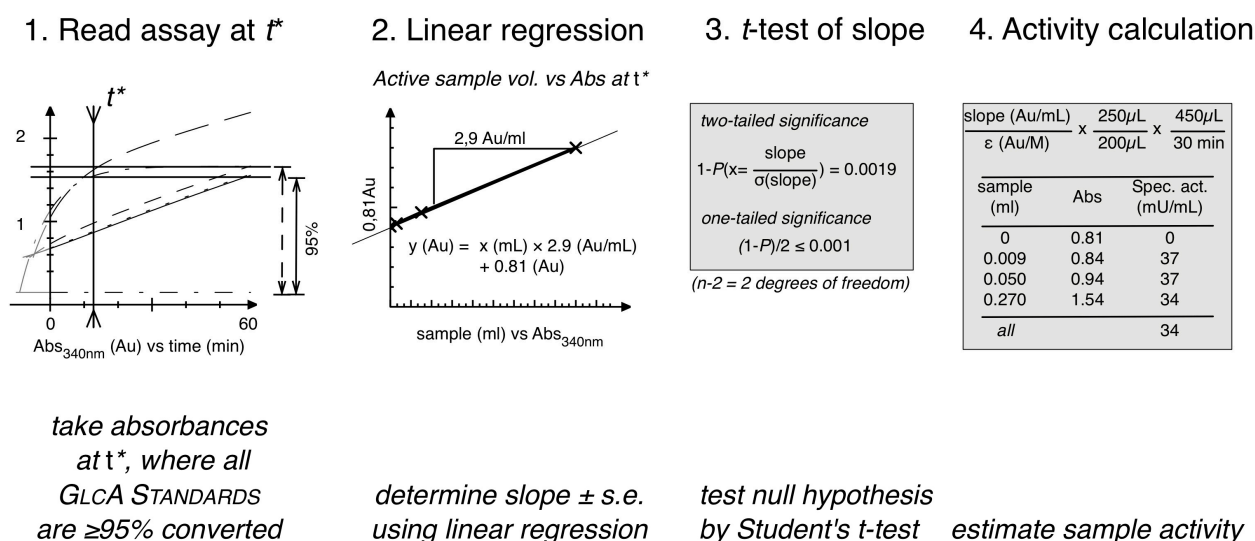 1. Read assay at t*
t*
2
1
95%
0
60
Abs340nm (Au) vs time (min)
take absorbances
at t*, where all
GLCA STANDARDS
are ≥95% converted
2. Linear regression
Active sample vol. vs Abs at t*
2,9 Au/ml
0,81Au
y (Au) = x (mL) × 2.9 (Au/mL)
+ 0.81 (Au)
sample (ml) vs Abs340nm
determine slope ± s.e.
using linear regression
3. t-test of slope
two-tailed significance
1-P(x= slope / σ(slope)) = 0.0019
one-tailed significance
(1-P)/2 ≤ 0.001
(n-2 = 2 degrees of freedom)
test null hypothesis
by Student's t-test
4. Activity calculation
slope (Au/mL) / ε (Au/M) x 250µL / 200µL x 450µL / 30 min
sample (ml) Abs Spec. act. (mU/mL)
0 0.81 0
0.009 0.84 37
0.050 0.94 37
0.270 1.54 34
all 34
estimate sample activity